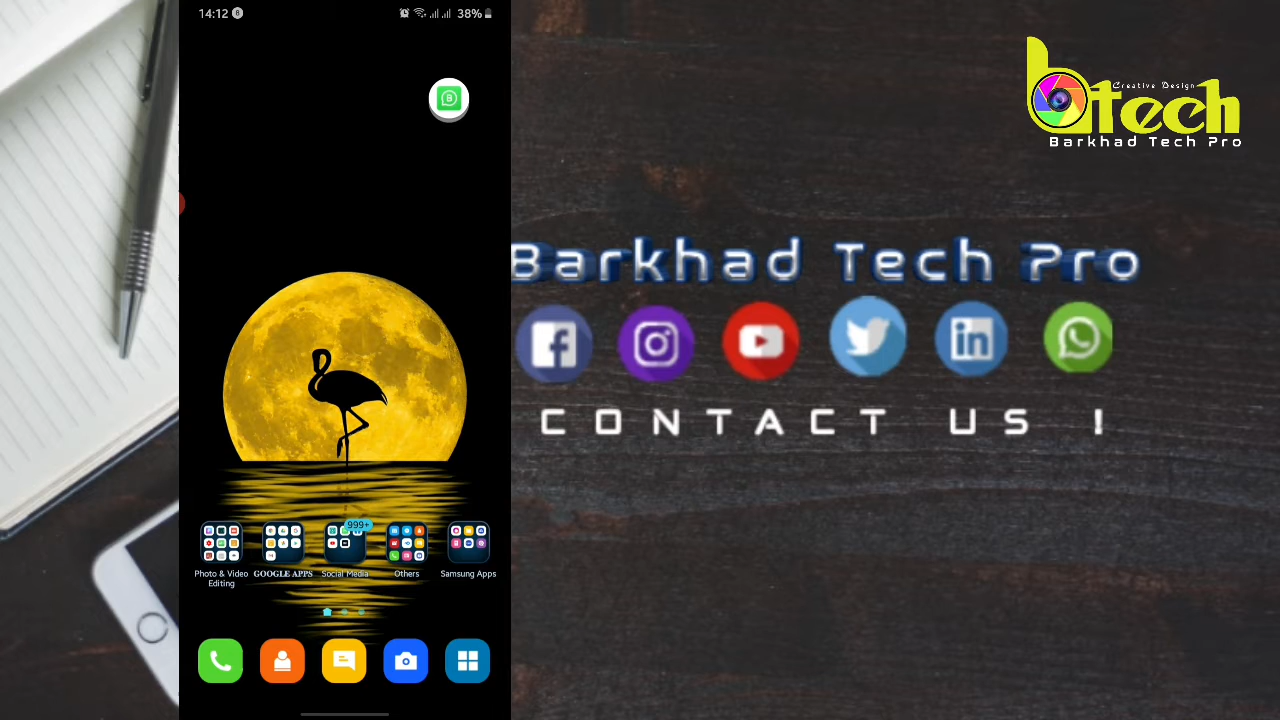 14:12
38%
Creative Design
btech
Barkhad Tech Pro
Barkhad Tech Pro
CONTACT US !
999+
Photo & Video Editing
GOOGLE APPS
Social Media
Others
Samsung Apps